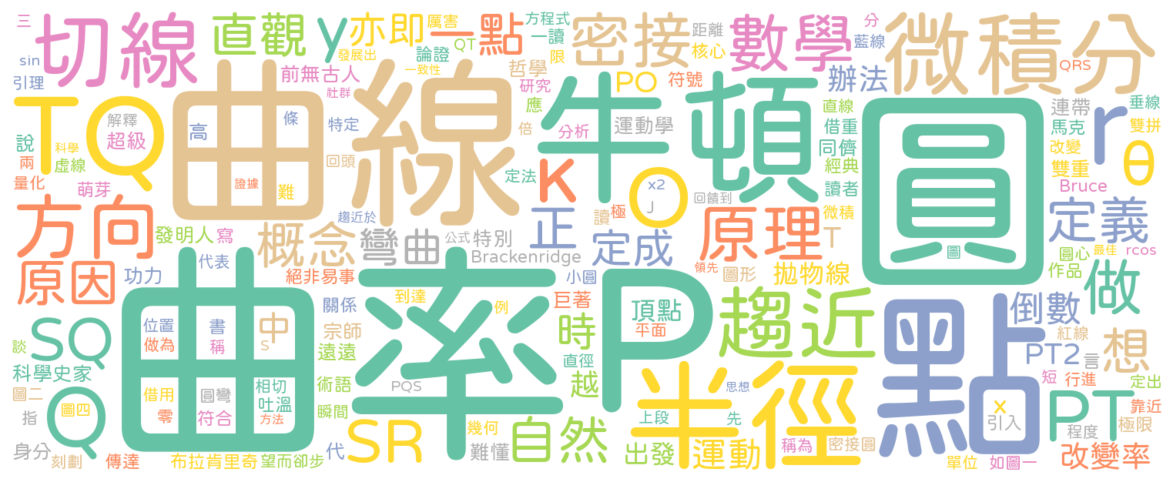 三
切線
直觀
y
亦即
厲害
一點
方程式
一讀
密接
距離
數學
分
微積分
sin
引理
前無古人
發展出
QT
論證
一致性
限
哲學
核心
藍線
辦法
QRS
TQ
曲線
牛頓
社群
研究
PO
符號
圓
r
連帶
垂線
雙拼
解釋
超級
高
條
特定
應
倍
分析
運動學
直線
借重
同儕
馬克
改變
θ
說
兩
科學
虛線
量化
萌芽
證據
難
回頭
定法
K
O
x2
J
回饋到
經典
讀者
雙重
Bruce
方向
趨近於
正
讀
極
原理
微積
定義
發明人
寫
概念
彎曲
公式
特別
定成
T
圓心
最佳
rcos
原因
功力
代表
絕非易事
Brackenridge
小圓
領先
圖形
拋物線
圖
作品
做
曲率
P
關係
到達
例
巨著
頂點
平面
趨近
點
倒數
SQ
位置
做為
書
稱
中
S
宗師
遠遠
時
紅線
PT2
言
想
談
科學史家
直徑
短
行進
定出
圖二
Q
圖四
借用
零
圓彎
符合
相切
吐溫
方法
術語
PQS
越
半徑
思想
x
引入
PT
靠近
指
瞬間
SR
幾何
自然
上段
先
程度
極限
身分
刻劃
傳達
布拉肯里奇
望而卻步
代
難懂
出發
運動
稱為
密接圓
單位
如圖一
改變率